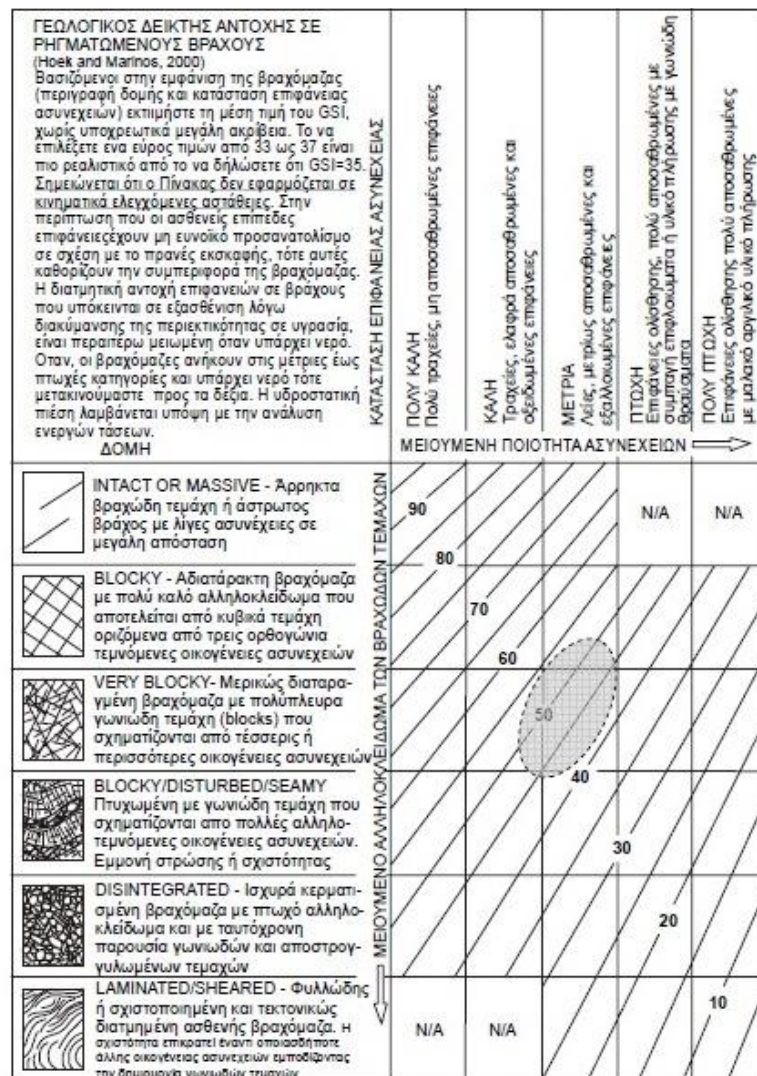 ΓΕΩΛΟΓΙΚΟΣ ΔΕΙΚΤΗΣ ΑΝΤΟΧΗΣ ΣΕ
ΡΗΓΜΑΤΩΜΕΝΟΥΣ ΒΡΑΧΟΥΣ
(Hoek and Marinos, 2000)
Βασιζόμενοι στην εμφάνιση της βραχόμαζας
(περιγραφή δομής και κατάσταση επιφάνειας
ασυνεχειών) εκτιμήστε τη μέση τιμή του GSI,
χωρίς υποχρεωτικά μεγάλη ακρίβεια. Το να
επιλέξετε ενα εύρος τιμών από 33 ως 37 είναι
πιο ρεαλιστικό από το να δήλώσετε ότι GSI=35.
Σημειώνεται ότι ο Πίνακας δεν εφαρμόζεται σε
κινηματικά ελεγχόμενες αστάθειες. Στην
περίπτωση που οι ασθενείς επίπεδες
επιφάνειεςέχουν μη ευνοϊκό προσανατολίσμο
σε σχέση με το πρανές εκσκαφής, τότε αυτές
καθορίζουν την συμπεριφορά της βραχόμαζας.
Η διατμητική αντοχή επιφανειών σε βράχους
που υπόκεινται σε εξασθένιση λόγω
διακύμανσης της περιεκτικότητας σε υγρασία,
είναι περαιτέρω μειωμένη όταν υπάρχει νερό.
Οταν, οι βραχόμαζες ανήκουν στις μέτριες έως
πτωχές κατηγορίες και υπάρχει νερό τότε
μετακινούμαστε προς τα δεξία. Η υδροστατική
πιέση λαμβάνεται υπόψη με την ανάλυση
ενεργών τάσεων.
ΔΟΜΗ
ΚΑΤΑΣΤΑΣΗ ΕΠΙΦΑΝΕΙΑΣ ΑΣΥΝΕΧΕΙΑΣ
ΠΟΛΥ ΚΑΛΗ
Πολύ τραχείες, μη αποσαθρωμένες επιφάνειες
ΚΑΛΗ
Τραχείες, ελαφρά αποσαθρωμένες και
οξειδωμένες επιφάνειες
ΜΕΤΡΙΑ
Λείες, μετρίως αποσαθρωμένες και
εξαλλοιωμένες επιφάνειες
ΠΤΩΧΗ
Επιφάνειες ολίσθησης, πολύ αποσαθρωμένες με
συμπαγή επιφλοιώματα ή υλικό πλήρωσης με γωνιώδη
θραύσματα
ΠΟΛΥ ΠΤΩΧΗ
Επιφάνειες ολίσθησης πολύ αποσαθρωμένες
με μαλακό αργιλικό υλικό πλήρωσης
ΜΕΙΟΥΜΕΝΗ ΠΟΙΟΤΗΤΑ ΑΣΥΝΕΧΕΙΩΝ
ΜΕΙΟΥΜΕΝΟ ΑΛΛΗΛΟΚΛΕΙΔΩΜΑ ΤΩΝ ΒΡΑΧΩΔΩΝ ΤΕΜΑΧΩΝ
INTACT OR MASSIVE - Άρρηκτα
βραχώδη τεμάχη ή άστρωτος
βράχος με λίγες ασυνέχειες σε
μεγάλη απόσταση
90
80
N/A
N/A
BLOCKY - Αδιατάρακτη βραχόμαζα
με πολύ καλό αλληλοκλείδωμα που
αποτελείται από κυβικά τεμάχη
οριζόμενα από τρεις ορθογώνια
τεμνόμενες οικογένειες ασυνεχειών
70
60
VERY BLOCKY- Μερικώς διαταρα-
γμένη βραχόμαζα με πολύπλευρα
γωνιώδη τεμάχη (blocks) που
σχηματίζονται από τέσσερις ή
περισσότερες οικογένειες ασυνεχειών
50
40
BLOCKY/DISTURBED/SEAMY
Πτυχωμένη με γωνιώδη τεμάχη που
σχηματίζονται απο πολλές αλληλο-
τεμνόμενες οικογένειες ασυνεχειών.
Εμμονή στρώσης ή σχιστότητας
30
DISINTEGRATED - Ισχυρά κερματι-
σμένη βραχόμαζα με πτωχό αλληλο-
κλείδωμα και με ταυτόχρονη
παρουσία γωνιωδών και αποστρογ-
γυλωμένων τεμαχών
20
LAMINATED/SHEARED - Φυλλώδης
ή σχιστοποιημένη και τεκτονικώς
διατμημένη ασθενής βραχόμαζα. Η
σχιστότητα επικρατεί έναντι οποιασδήποτε
άλλης οικογένειας ασυνεχειών εμποδίζοντας
την δημιουργία γωνιωδών τεμαχών
N/A
N/A
10